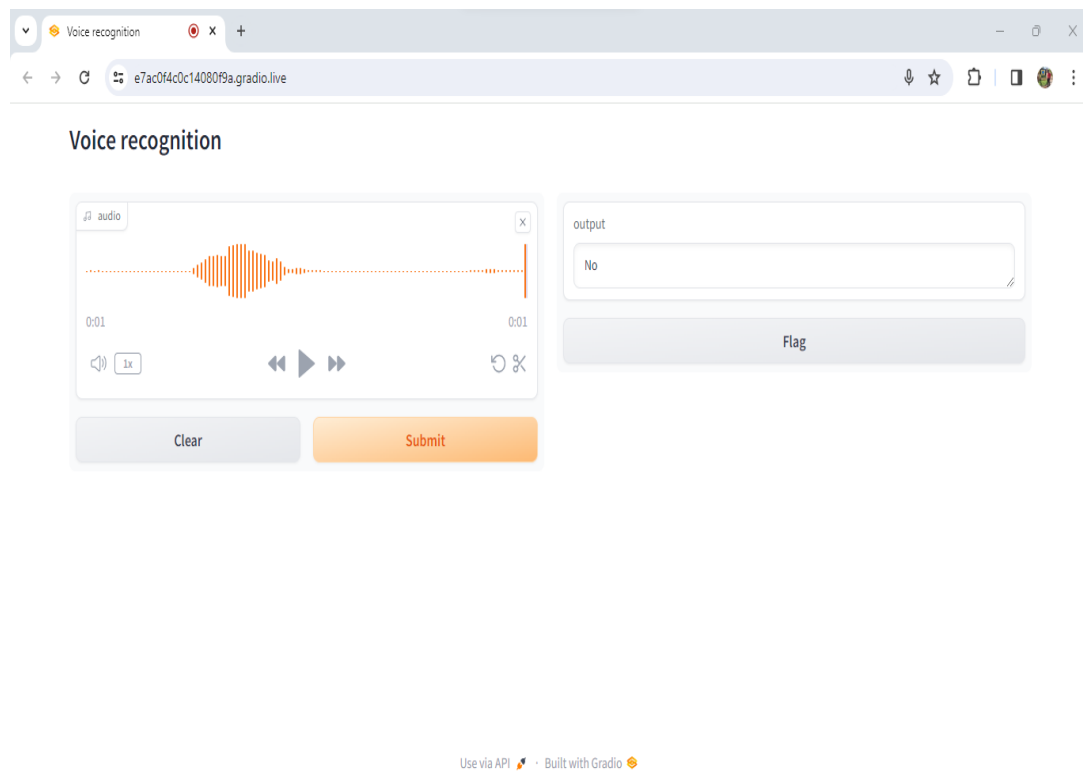 Voice recognition
e7ac0f4c0c14080f9a.gradio.live
Voice recognition
audio
0:01 0:01
1x
Clear Submit
output
No
Flag
Use via API · Built with Gradio